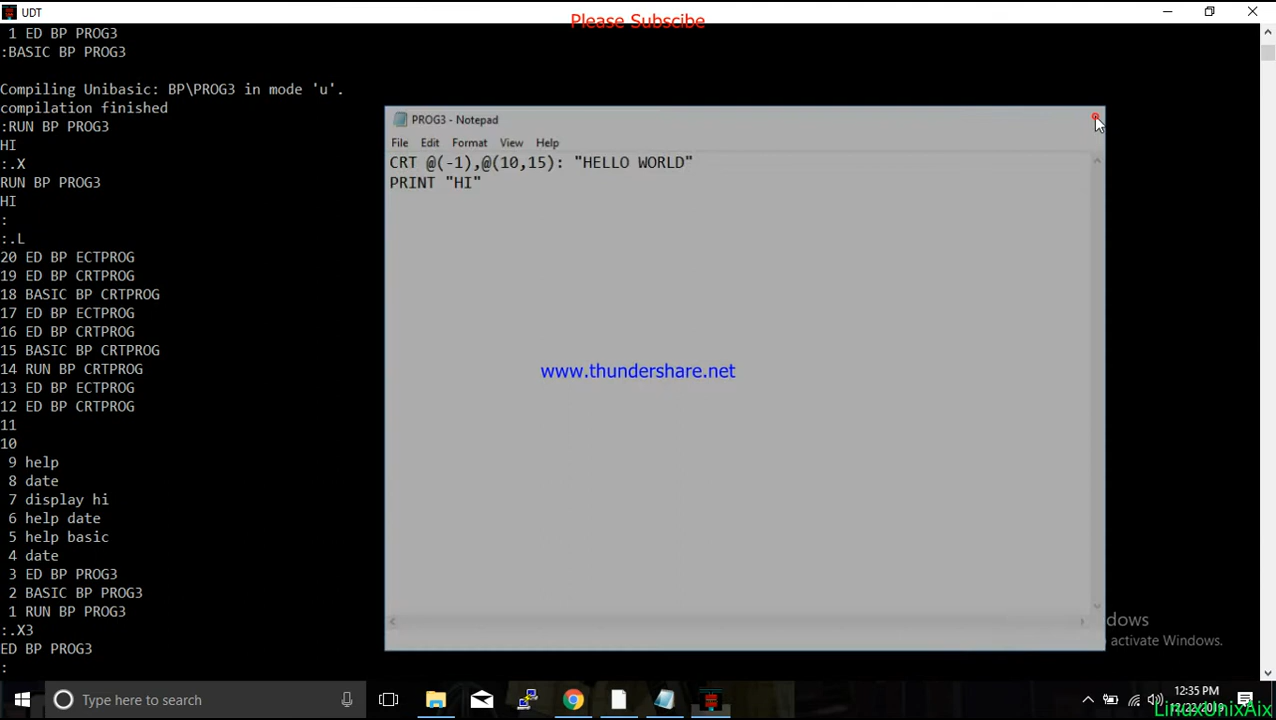 UDT
Please Subscibe
1 ED BP PROG3
:BASIC BP PROG3
Compiling Unibasic: BP\PROG3 in mode 'u'.
compilation finished
:RUN BP PROG3
HI
:.X
RUN BP PROG3
HI
:
:.L
20 ED BP ECTPROG
19 ED BP CRTPROG
18 BASIC BP CRTPROG
17 ED BP ECTPROG
16 ED BP CRTPROG
15 BASIC BP CRTPROG
14 RUN BP CRTPROG
13 ED BP ECTPROG
12 ED BP CRTPROG
11
10
9 help
8 date
7 display hi
6 help date
5 help basic
4 date
3 ED BP PROG3
2 BASIC BP PROG3
1 RUN BP PROG3
:.X3
ED BP PROG3
:
PROG3 - Notepad
File Edit Format View Help
CRT @(-1),@(10,15): "HELLO WORLD"
PRINT "HI"
www.thundershare.net
dows
activate Windows.
Type here to search
12:35 PM
12/22/2019
LinuxUnixAix